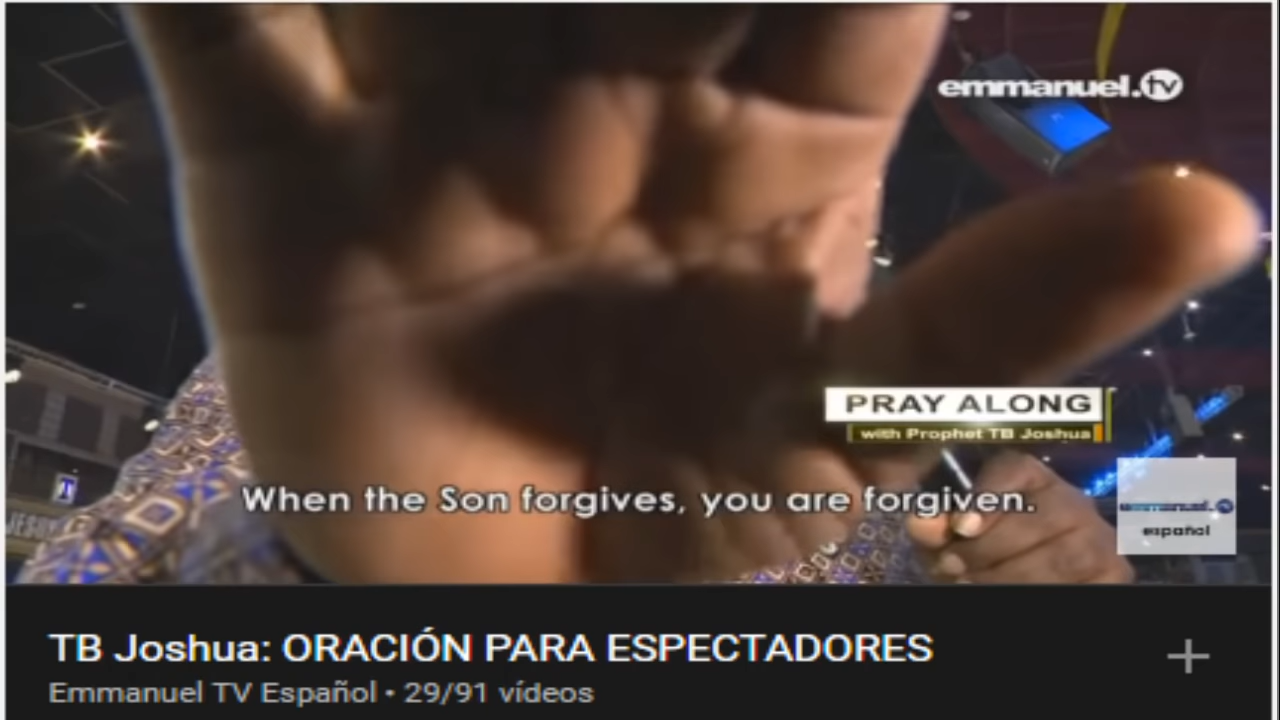 emmanuel.tv
PRAY ALONG
with Prophet TB Joshua
When the Son forgives, you are forgiven.
emmanuel.tv
español
TB Joshua: ORACIÓN PARA ESPECTADORES
Emmanuel TV Español • 29/91 vídeos